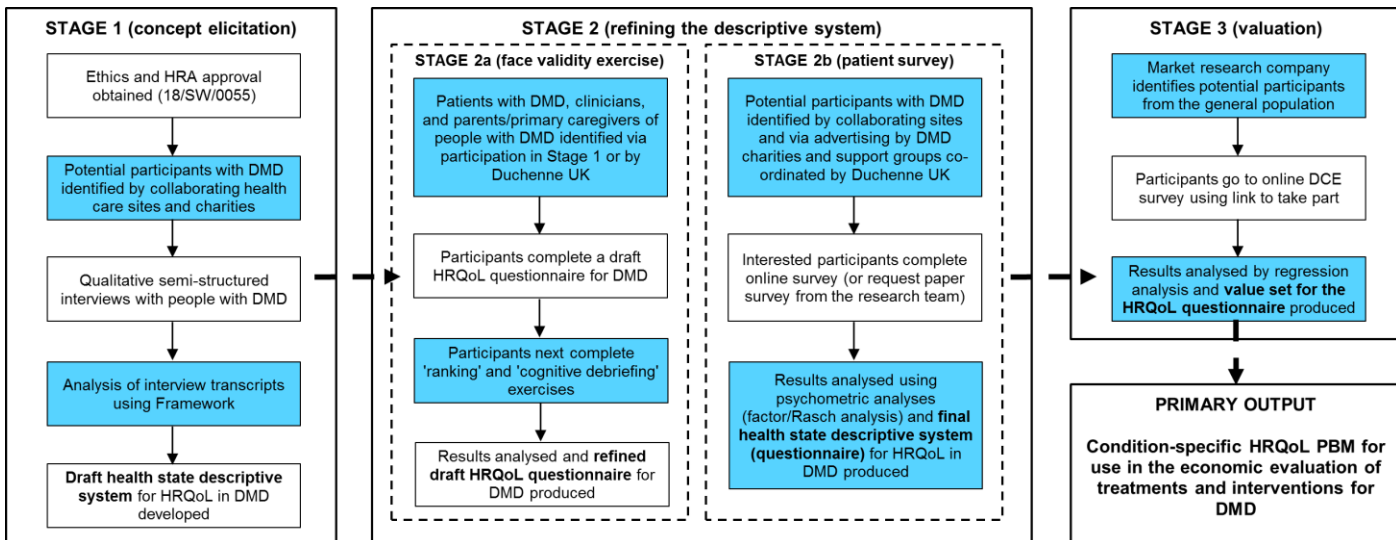 STAGE 1 (concept elicitation)
Ethics and HRA approval
obtained (18/SW/0055)
Potential participants with DMD
identified by collaborating health
care sites and charities
Qualitative semi-structured
interviews with people with DMD
Analysis of interview transcripts
using Framework
Draft health state descriptive
system for HRQoL in DMD
developed
STAGE 2 (refining the descriptive system)
STAGE 2a (face validity exercise)
Patients with DMD, clinicians,
and parents/primary caregivers of
people with DMD identified via
participation in Stage 1 or by
Duchenne UK
Participants complete a draft
HRQoL questionnaire for DMD
Participants next complete
'ranking' and 'cognitive debriefing'
exercises
Results analysed and refined
draft HRQoL questionnaire for
DMD produced
STAGE 2b (patient survey)
Potential participants with DMD
identified by collaborating sites
and via advertising by DMD
charities and support groups co-
ordinated by Duchenne UK
Interested participants complete
online survey (or request paper
survey from the research team)
Results analysed using
psychometric analyses
(factor/Rasch analysis) and final
health state descriptive system
(questionnaire) for HRQoL in
DMD produced
STAGE 3 (valuation)
Market research company
identifies potential participants
from the general population
Participants go to online DCE
survey using link to take part
Results analysed by regression
analysis and value set for the
HRQoL questionnaire produced
PRIMARY OUTPUT
Condition-specific HRQoL PBM for
use in the economic evaluation of
treatments and interventions for
DMD